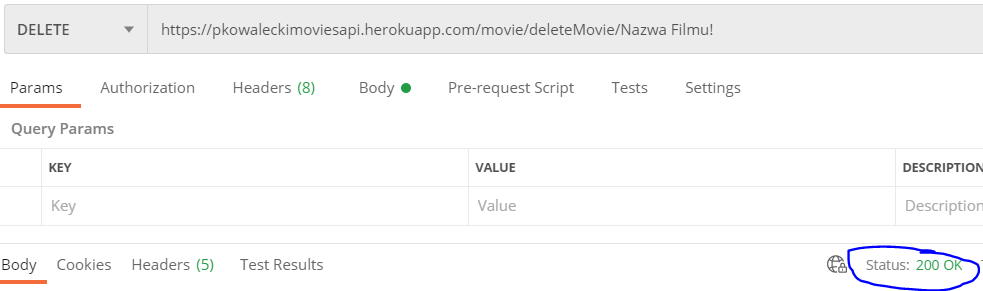 DELETE https://pkowaleckimoviesapi.herokuapp.com/movie/deleteMovie/Nazwa Filmu!
Params Authorization Headers (8) Body Pre-request Script Tests Settings
Query Params
KEY VALUE DESCRIPTION
Key Value Description
Body Cookies Headers (5) Test Results Status: 200 OK